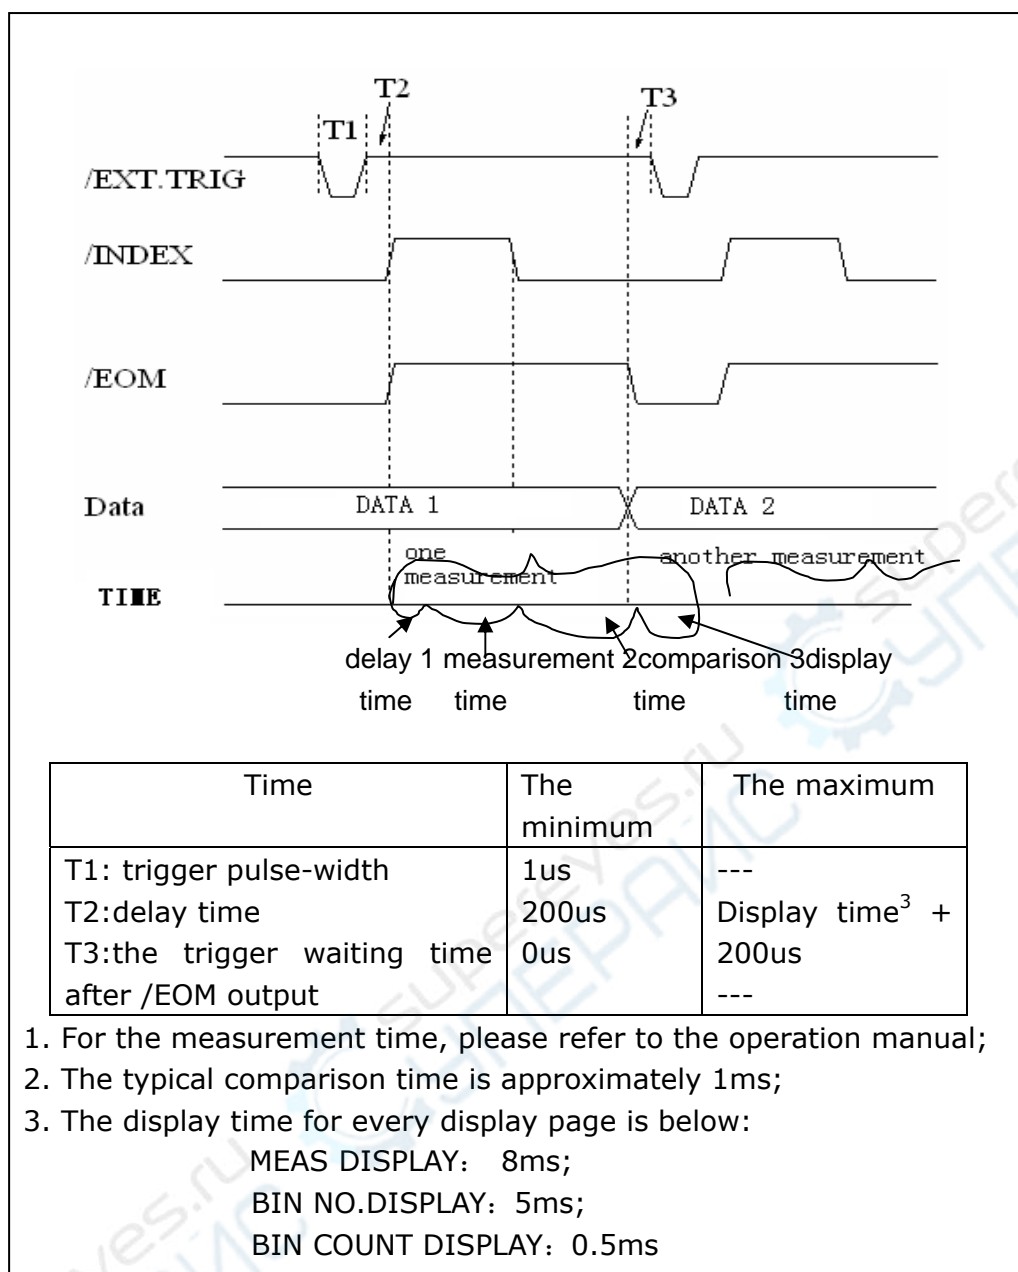 T2
T3
T1
/EXT.TRIG
/INDEX
/EOM
Data DATA 1 DATA 2
one another measurement
measurement
TIME
delay 1 measurement 2comparison 3display
time time time time
Time The The maximum
minimum
T1: trigger pulse-width 1us ---
T2:delay time 200us Display time3 +
T3:the trigger waiting time 0us 200us
after /EOM output ---
1. For the measurement time, please refer to the operation manual;
2. The typical comparison time is approximately 1ms;
3. The display time for every display page is below:
MEAS DISPLAY： 8ms;
BIN NO.DISPLAY：5ms;
BIN COUNT DISPLAY：0.5ms